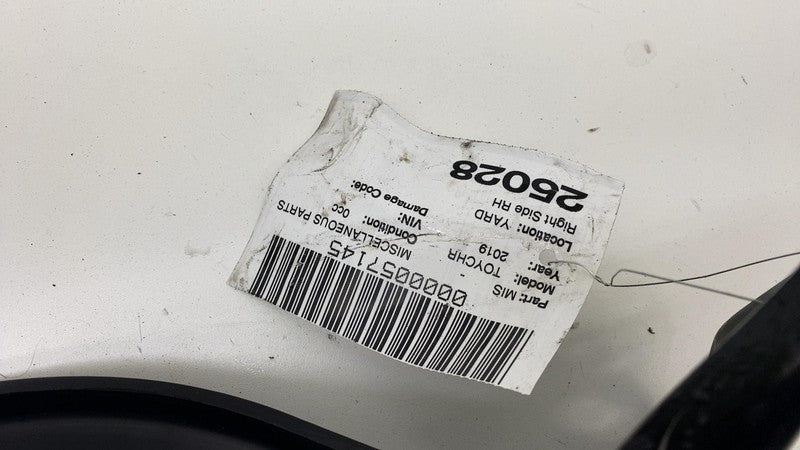 0000057145
Part: MIS MISCELLANEOUS PARTS
Model: TOYCHR Condition: 0cc
Year: 2019 VIN:
Location: YARD Damage Code:
Right Side RH
25028